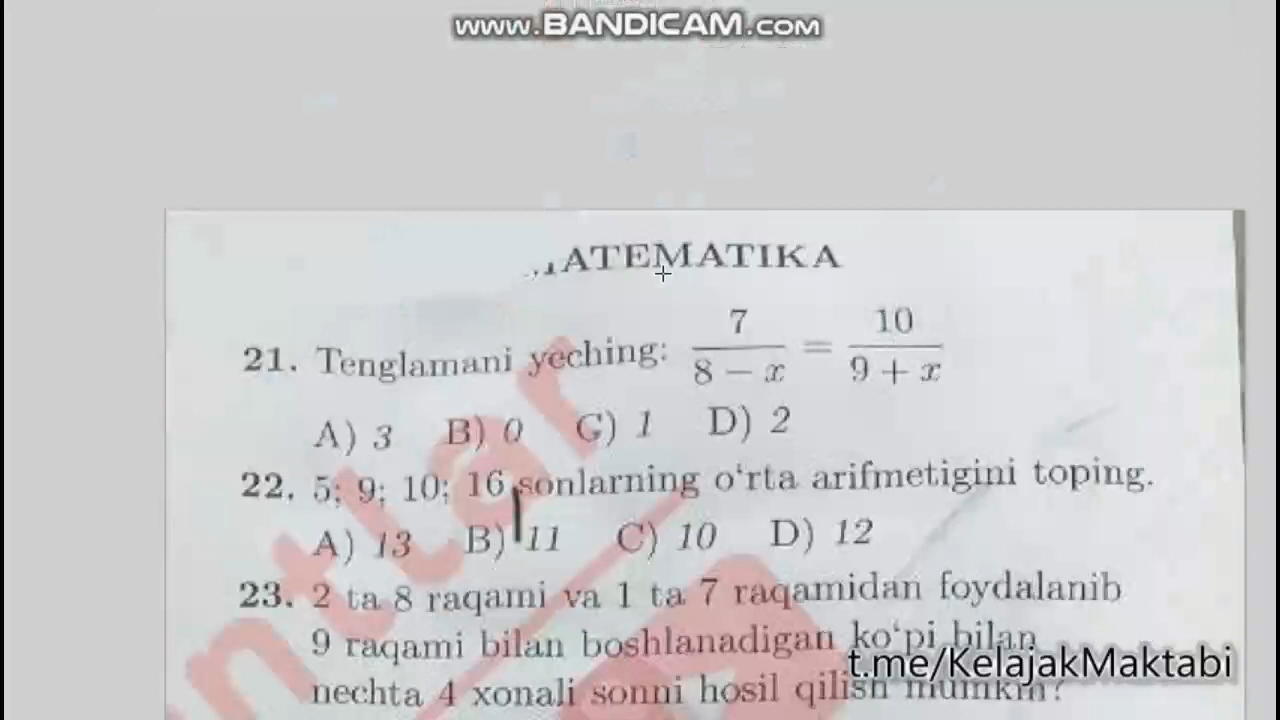 www.BANDICAM.com
MATEMATIKA
21. Tenglamani yeching: 7/(8 − x) = 10/(9 + x)
A) 3 B) 0 C) 1 D) 2
22. 5; 9; 10; 16 sonlarning o‘rta arifmetigini toping.
A) 13 B) 11 C) 10 D) 12
23. 2 ta 8 raqami va 1 ta 7 raqamidan foydalanib
9 raqami bilan boshlanadigan ko‘pi bilan
t.me/KelajakMaktabi
nechta 4 xonali sonni hosil qilish mumkin?